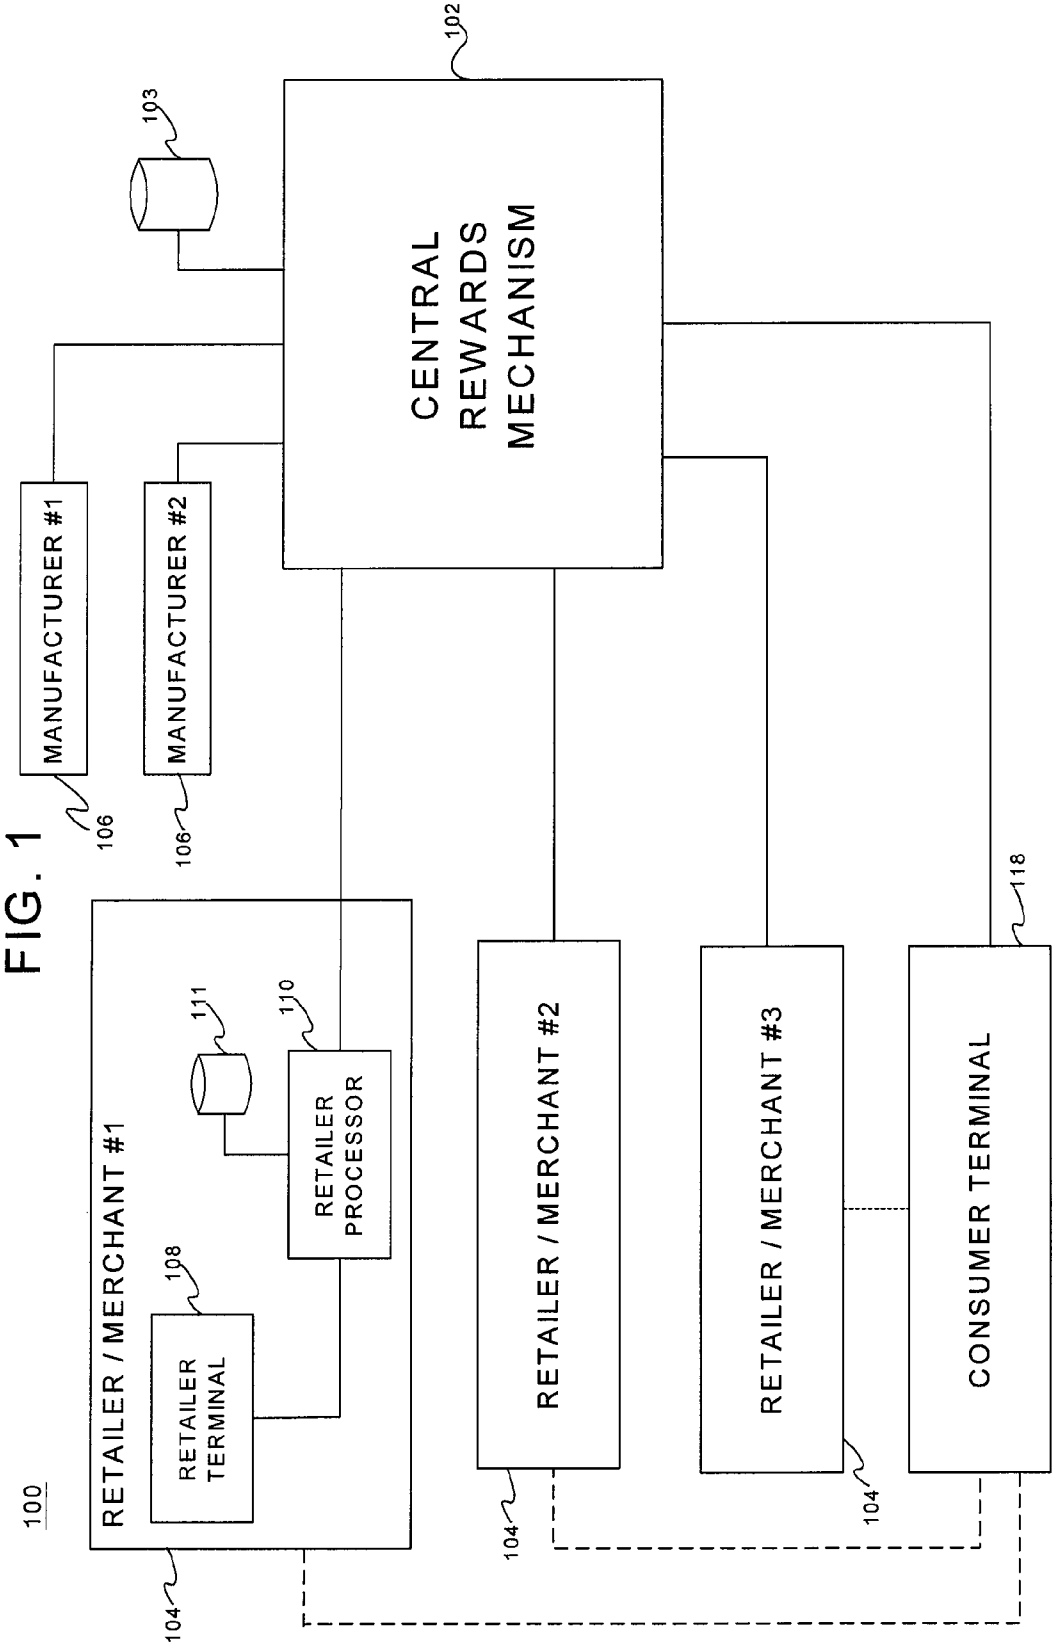 FIG. 1
100
RETAILER / MERCHANT #1
104
RETAILER
TERMINAL
108
RETAILER
PROCESSOR
110
111
MANUFACTURER #1
106
MANUFACTURER #2
106
103
CENTRAL
REWARDS
MECHANISM
102
RETAILER / MERCHANT #2
104
RETAILER / MERCHANT #3
104
CONSUMER TERMINAL
118